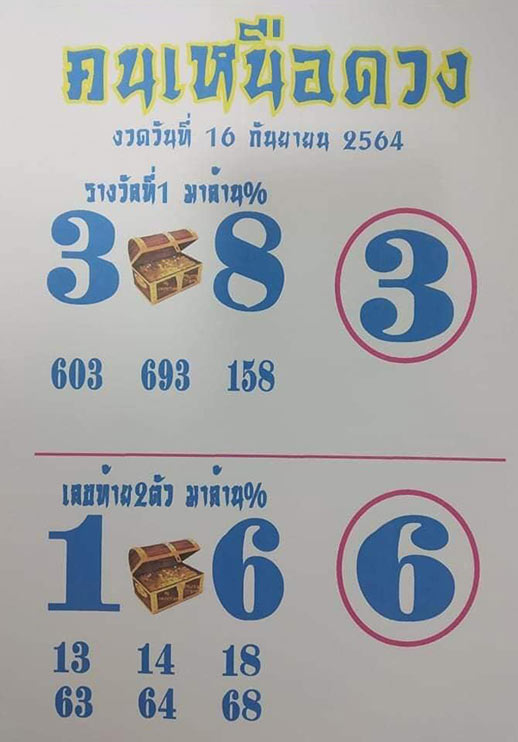 คนเหนือดวง
งวดวันที่ 16 กันยายน 2564
รางวัลที่1 มาล้าน%
3 8 3
603 693 158
เลขท้าย2ตัว มาล้าน%
1 6 6
13 14 18
63 64 68